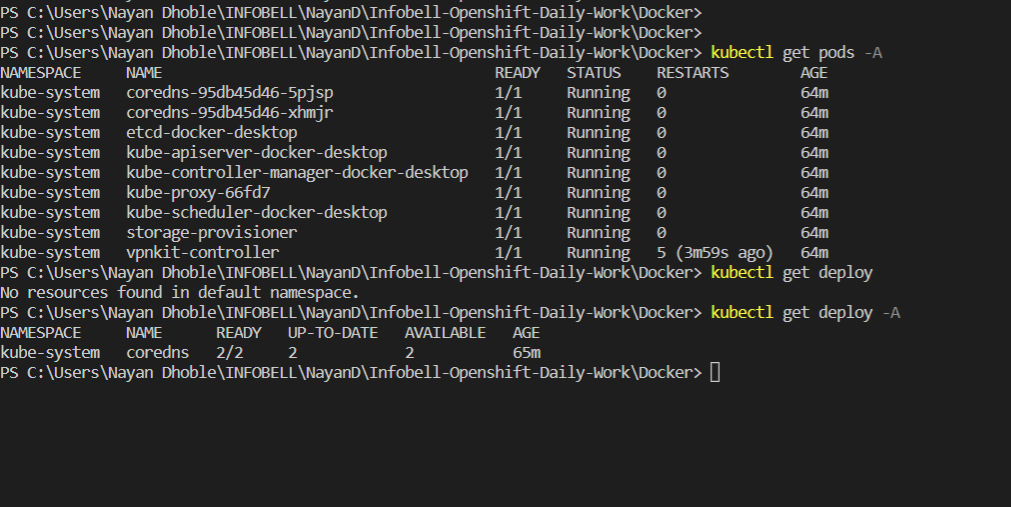 PS C:\Users\Nayan Dhoble\INFOBELL\NayanD\Infobell-Openshift-Daily-Work\Docker>
PS C:\Users\Nayan Dhoble\INFOBELL\NayanD\Infobell-Openshift-Daily-Work\Docker>
PS C:\Users\Nayan Dhoble\INFOBELL\NayanD\Infobell-Openshift-Daily-Work\Docker> kubectl get pods -A
NAMESPACE     NAME                                     READY   STATUS    RESTARTS        AGE
kube-system   coredns-95db45d46-5pjsp                  1/1     Running   0               64m
kube-system   coredns-95db45d46-xhmjr                  1/1     Running   0               64m
kube-system   etcd-docker-desktop                      1/1     Running   0               64m
kube-system   kube-apiserver-docker-desktop            1/1     Running   0               64m
kube-system   kube-controller-manager-docker-desktop   1/1     Running   0               64m
kube-system   kube-proxy-66fd7                         1/1     Running   0               64m
kube-system   kube-scheduler-docker-desktop            1/1     Running   0               64m
kube-system   storage-provisioner                      1/1     Running   0               64m
kube-system   vpnkit-controller                        1/1     Running   5 (3m59s ago)   64m
PS C:\Users\Nayan Dhoble\INFOBELL\NayanD\Infobell-Openshift-Daily-Work\Docker> kubectl get deploy
No resources found in default namespace.
PS C:\Users\Nayan Dhoble\INFOBELL\NayanD\Infobell-Openshift-Daily-Work\Docker> kubectl get deploy -A
NAMESPACE     NAME      READY   UP-TO-DATE   AVAILABLE   AGE
kube-system   coredns   2/2     2            2           65m
PS C:\Users\Nayan Dhoble\INFOBELL\NayanD\Infobell-Openshift-Daily-Work\Docker>